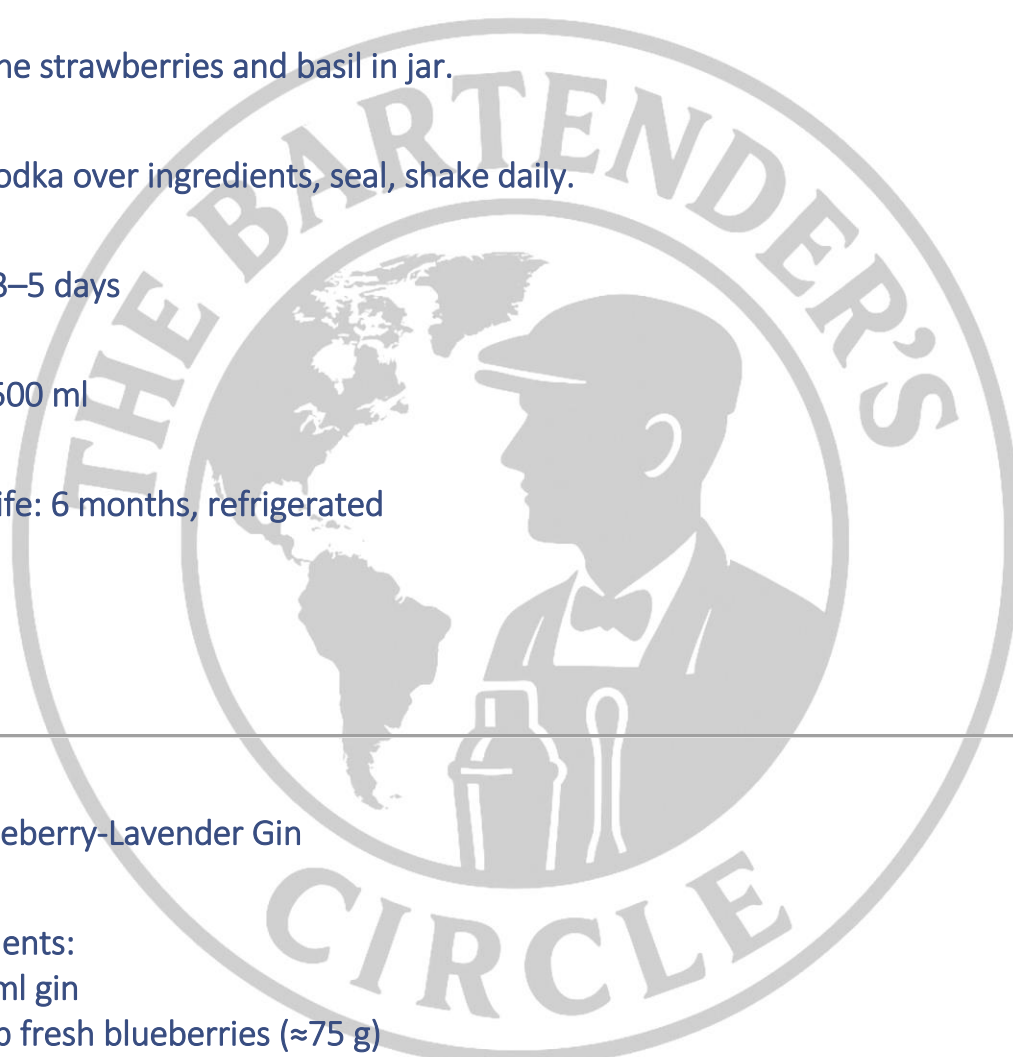 ne strawberries and basil in jar.
odka over ingredients, seal, shake daily.
3–5 days
500 ml
ife: 6 months, refrigerated
eberry-Lavender Gin
ents:
ml gin
p fresh blueberries (≈75 g)
THE BARTENDER'S
CIRCLE